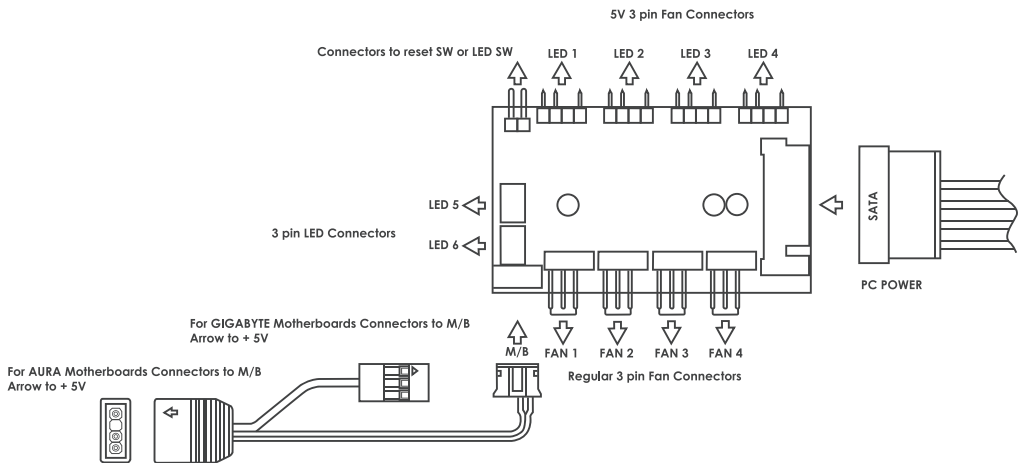 5V 3 pin Fan Connectors
Connectors to reset SW or LED SW
LED 1
LED 2
LED 3
LED 4
LED 5
3 pin LED Connectors
LED 6
SATA
PC POWER
For GIGABYTE Motherboards Connectors to M/B
Arrow to + 5V
M/B
FAN 1
FAN 2
FAN 3
FAN 4
Regular 3 pin Fan Connectors
For AURA Motherboards Connectors to M/B
Arrow to + 5V